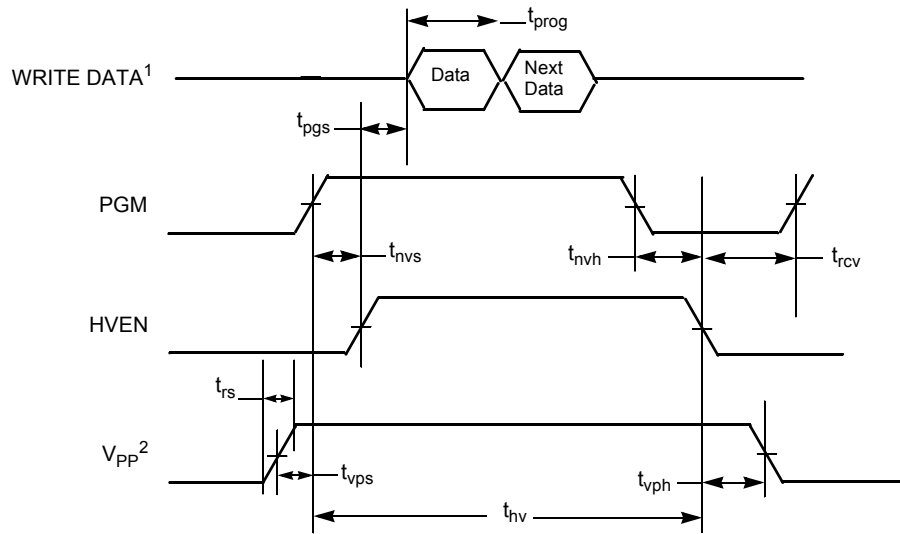 t_prog
WRITE DATA¹
Data
Next
Data
t_pgs
PGM
t_nvs
t_nvh
t_rcv
HVEN
t_rs
V_PP²
t_vps
t_vph
t_hv